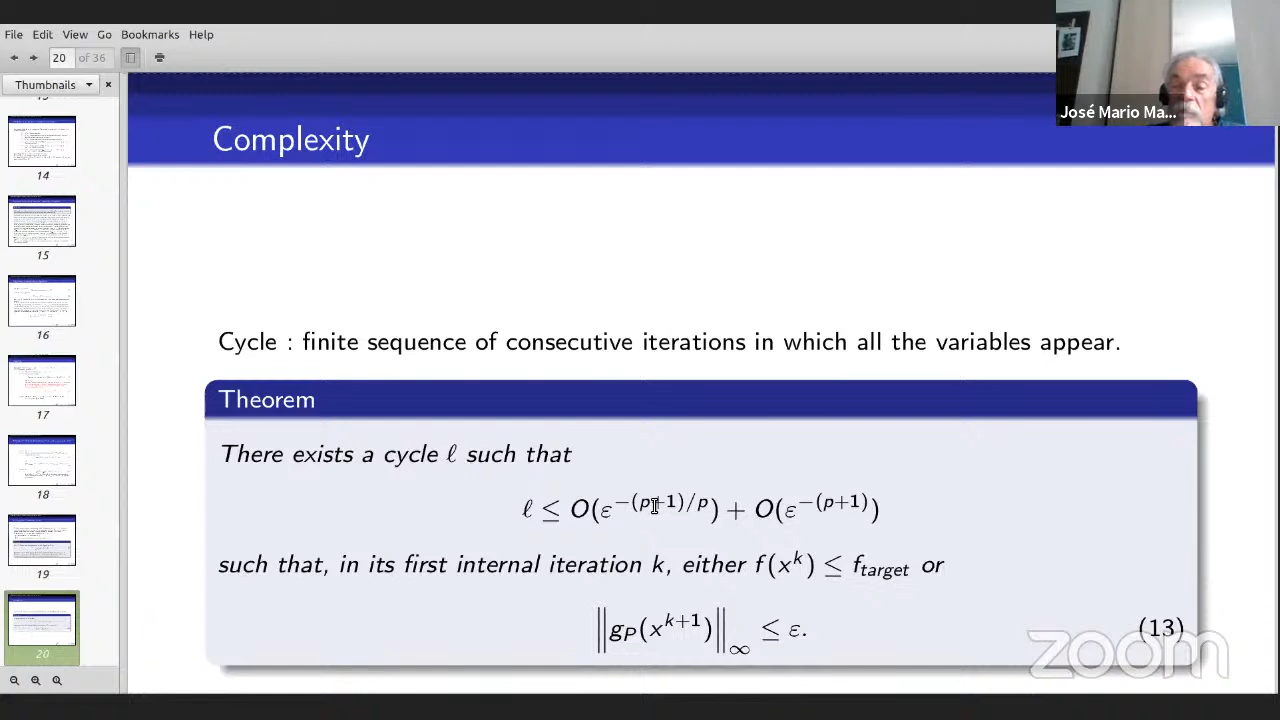 File Edit View Go Bookmarks Help
20 of 36
Thumbnails
14
15
16
17
18
19
20
José Mario Ma...
Complexity
Cycle : finite sequence of consecutive iterations in which all the variables appear.
Theorem
There exists a cycle ℓ such that
ℓ ≤ O(ε^{−(p+1)/p}) + O(ε^{−(p+1)})
such that, in its first internal iteration k, either f(x^k) ≤ f_{target} or
‖g_P(x^{k+1})‖_∞ ≤ ε. (13)
zoom